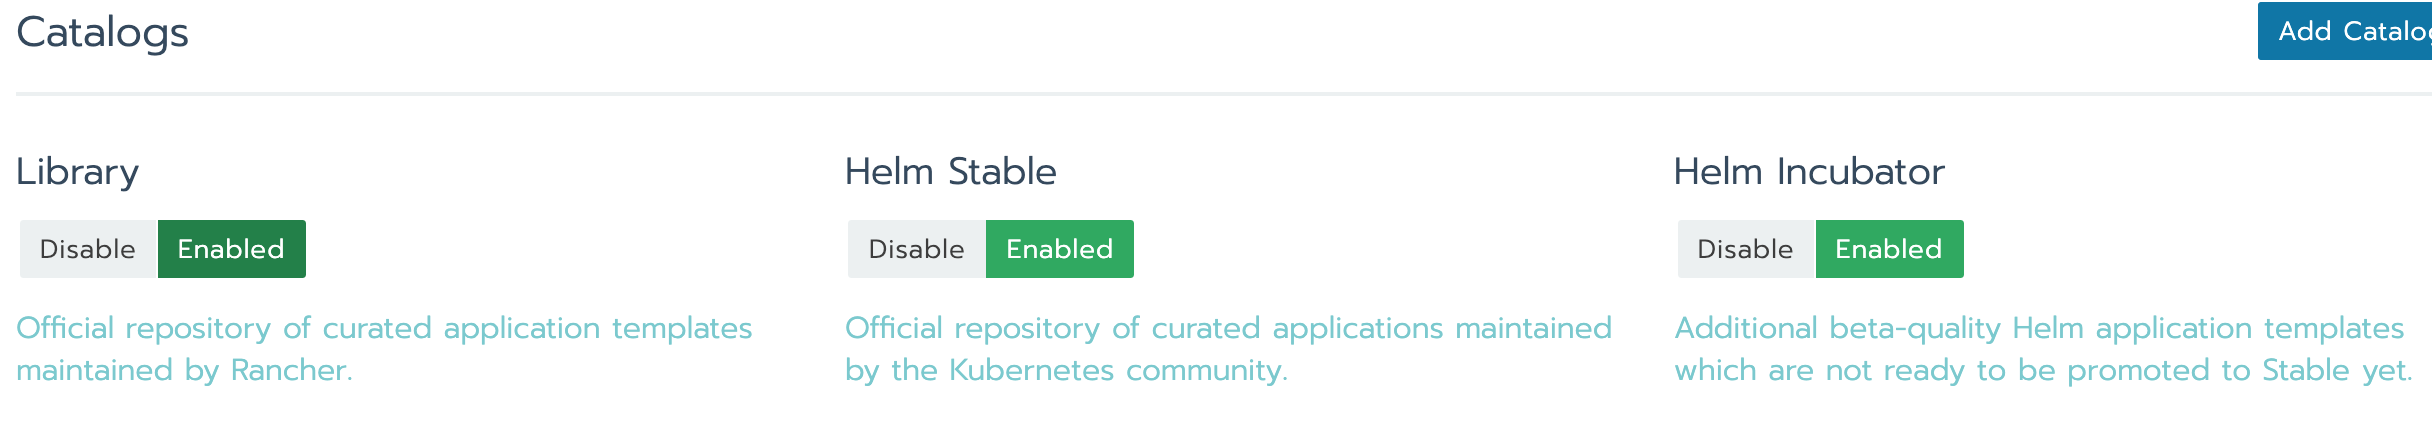 Catalogs
Add Catalog
Library
Disable Enabled
Official repository of curated application templates
maintained by Rancher.
Helm Stable
Disable Enabled
Official repository of curated applications maintained
by the Kubernetes community.
Helm Incubator
Disable Enabled
Additional beta-quality Helm application templates
which are not ready to be promoted to Stable yet.